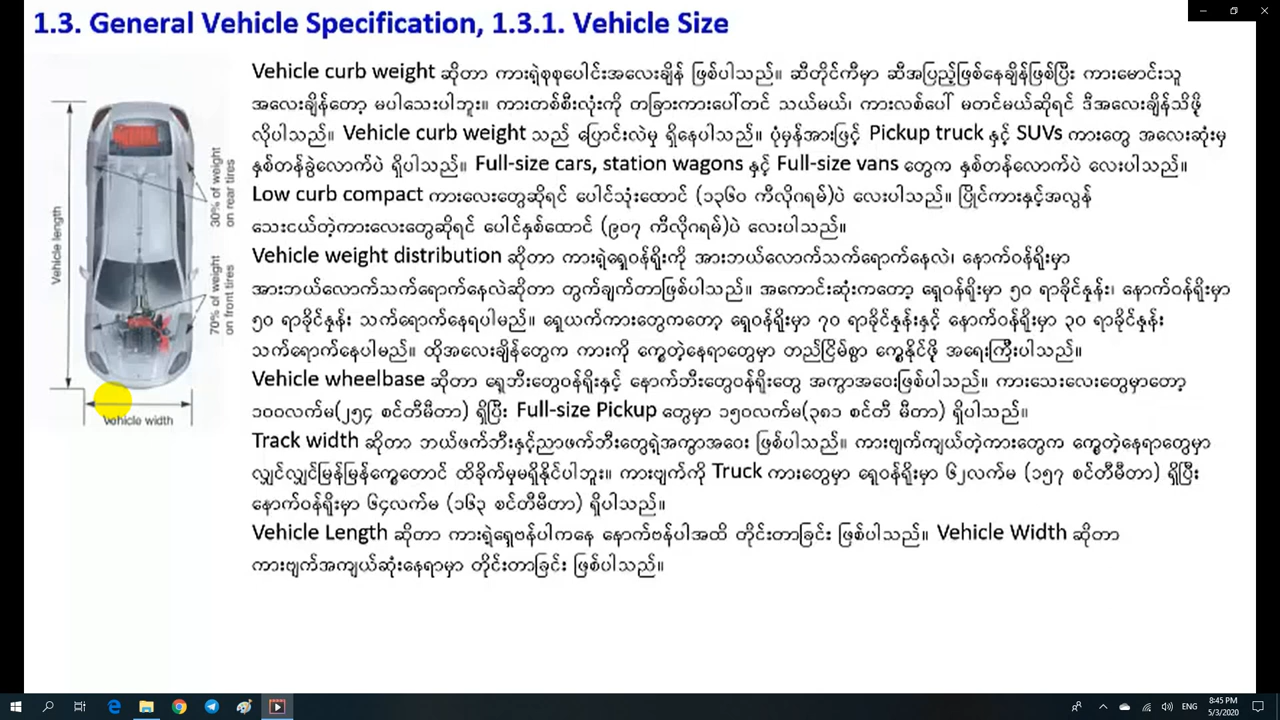 1.3. General Vehicle Specification, 1.3.1. Vehicle Size
Vehicle curb weight ဆိုတာ ကားရဲ့စုစုပေါင်းအလေးချိန် ဖြစ်ပါသည်။ ဆီတိုင်ကီမှာ ဆီအပြည့်ဖြစ်နေချိန်ဖြစ်ပြီး ကားမောင်းသူ
အလေးချိန်တော့ မပါသေးပါဘူး။ ကားတစ်စီးလုံးကို တခြားကားပေါ်တင် သယ်မယ်၊ ကားလစ်ပေါ် မတင်မယ်ဆိုရင် ဒီအလေးချိန်သိဖို့
လိုပါသည်။ Vehicle curb weight သည် ပြောင်းလဲမှု ရှိနေပါသည်။ ပုံမှန်အားဖြင့် Pickup truck နှင့် SUVs ကားတွေ အလေးဆုံးမှ
နှစ်တန်ခွဲလောက်ပဲ ရှိပါသည်။ Full-size cars, station wagons နှင့် Full-size vans တွေက နှစ်တန်လောက်ပဲ လေးပါသည်။
Low curb compact ကားလေးတွေဆိုရင် ပေါင်သုံးထောင် (၁၃၆၀ ကီလိုဂရမ်)ပဲ လေးပါသည်။ ပြိုင်ကားနှင့်အလွန်
သေးငယ်တဲ့ကားလေးတွေဆိုရင် ပေါင်နှစ်ထောင် (၉၀၇ ကီလိုဂရမ်)ပဲ လေးပါသည်။
Vehicle weight distribution ဆိုတာ ကားရဲ့ရှေ့ဝန်ရိုးကို အားဘယ်လောက်သက်ရောက်နေလဲ၊ နောက်ဝန်ရိုးမှာ
အားဘယ်လောက်သက်ရောက်နေလဲဆိုတာ တွက်ချက်တာဖြစ်ပါသည်။ အကောင်းဆုံးကတော့ ရှေ့ဝန်ရိုးမှာ ၅၀ ရာခိုင်နှုန်း၊ နောက်ဝန်ရိုးမှာ
၅၀ ရာခိုင်နှုန်း သက်ရောက်နေရပါမည်။ ရှေ့ယက်ကားတွေကတော့ ရှေ့ဝန်ရိုးမှာ ၇၀ ရာခိုင်နှုန်းနှင့် နောက်ဝန်ရိုးမှာ ၃၀ ရာခိုင်နှုန်း
သက်ရောက်နေပါမည်။ ထိုအလေးချိန်တွေက ကားကို ကွေ့တဲ့နေရာတွေမှာ တည်ငြိမ်စွာ ကွေ့နိုင်ဖို့ အရေးကြီးပါသည်။
Vehicle wheelbase ဆိုတာ ရှေ့ဘီးတွေဝန်ရိုးနှင့် နောက်ဘီးတွေဝန်ရိုးတွေ အကွာအဝေးဖြစ်ပါသည်။ ကားသေးလေးတွေမှာတော့
၁၀၀လက်မ(၂၅၄ စင်တီမီတာ) ရှိပြီး Full-size Pickup တွေမှာ ၁၅၀လက်မ(၃၈၁ စင်တီ မီတာ) ရှိပါသည်။
Track width ဆိုတာ ဘယ်ဖက်ဘီးနှင့်ညာဖက်ဘီးတွေရဲ့အကွာအဝေး ဖြစ်ပါသည်။ ကားဗျက်ကျယ်တဲ့ကားတွေက ကွေ့တဲ့နေရာတွေမှာ
လျှင်လျှင်မြန်မြန်ကွေ့တောင် ထိခိုက်မှုမရှိနိုင်ပါဘူး။ ကားဗျက်ကို Truck ကားတွေမှာ ရှေ့ဝန်ရိုးမှာ ၆၂လက်မ (၁၅၇ စင်တီမီတာ) ရှိပြီး
နောက်ဝန်ရိုးမှာ ၆၄လက်မ (၁၆၃ စင်တီမီတာ) ရှိပါသည်။
Vehicle Length ဆိုတာ ကားရဲ့ရှေ့ဗန်ပါကနေ နောက်ဗန်ပါအထိ တိုင်းတာခြင်း ဖြစ်ပါသည်။ Vehicle Width ဆိုတာ
ကားဗျက်အကျယ်ဆုံးနေရာမှာ တိုင်းတာခြင်း ဖြစ်ပါသည်။
Vehicle length
30% of weight
on rear tires
70% of weight
on front tires
Vehicle width
ENG
8:45 PM
5/3/2020